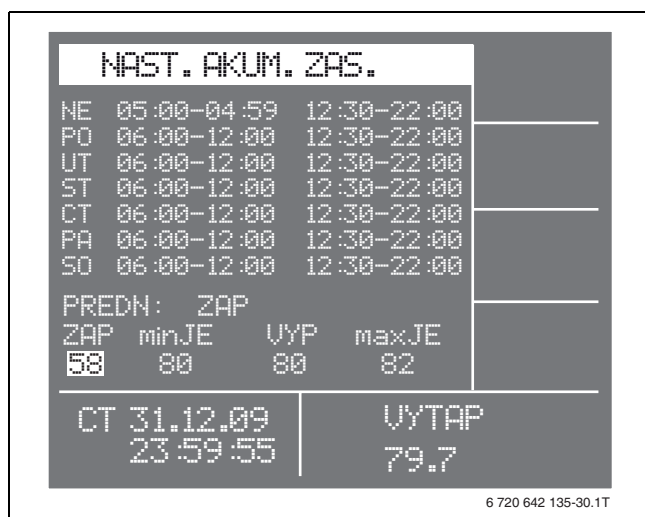 NAST. AKUM. ZAS.
NE 05:00-04:59 12:30-22:00
PO 06:00-12:00 12:30-22:00
UT 06:00-12:00 12:30-22:00
ST 06:00-12:00 12:30-22:00
CT 06:00-12:00 12:30-22:00
PA 06:00-12:00 12:30-22:00
SO 06:00-12:00 12:30-22:00
PREDN: ZAP
ZAP minJE VYP maxJE
58 80 80 82
CT 31.12.09 VYTAP
23:59:55 79.7
6 720 642 135-30.1T